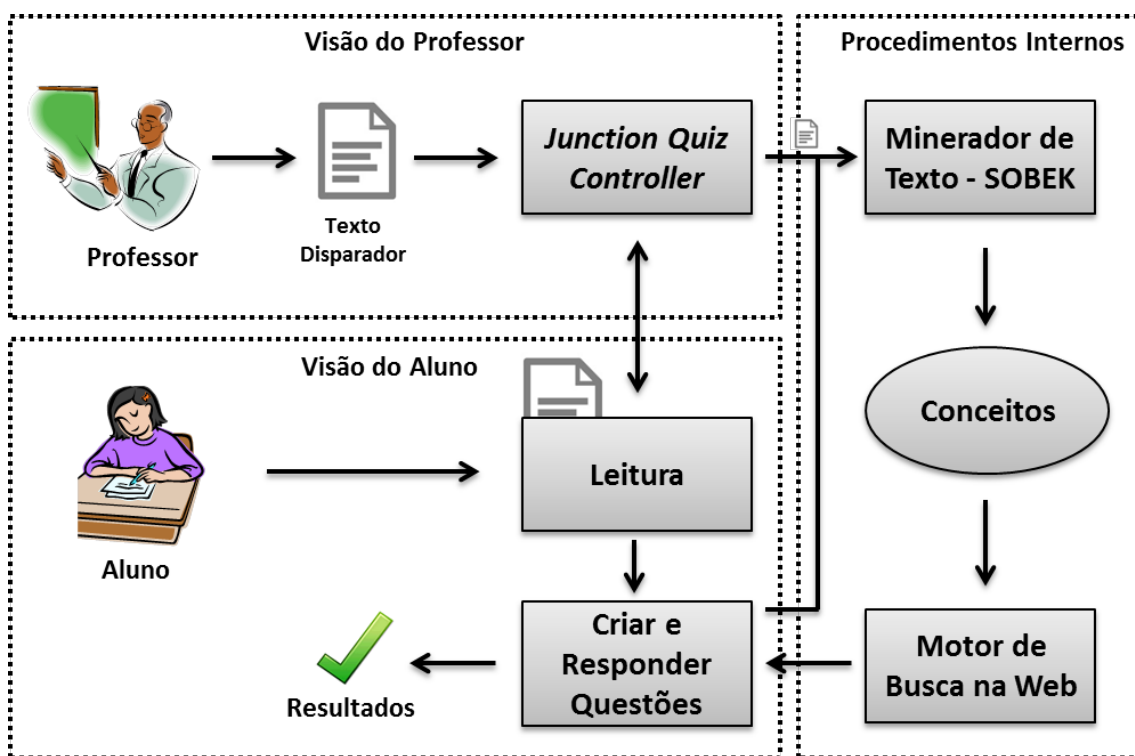 Visão do Professor
Procedimentos Internos
Junction Quiz
Controller
Minerador de
Texto - SOBEK
Texto
Disparador
Professor
Visão do Aluno
Conceitos
Leitura
Aluno
Criar e
Responder
Questões
Motor de
Busca na Web
Resultados